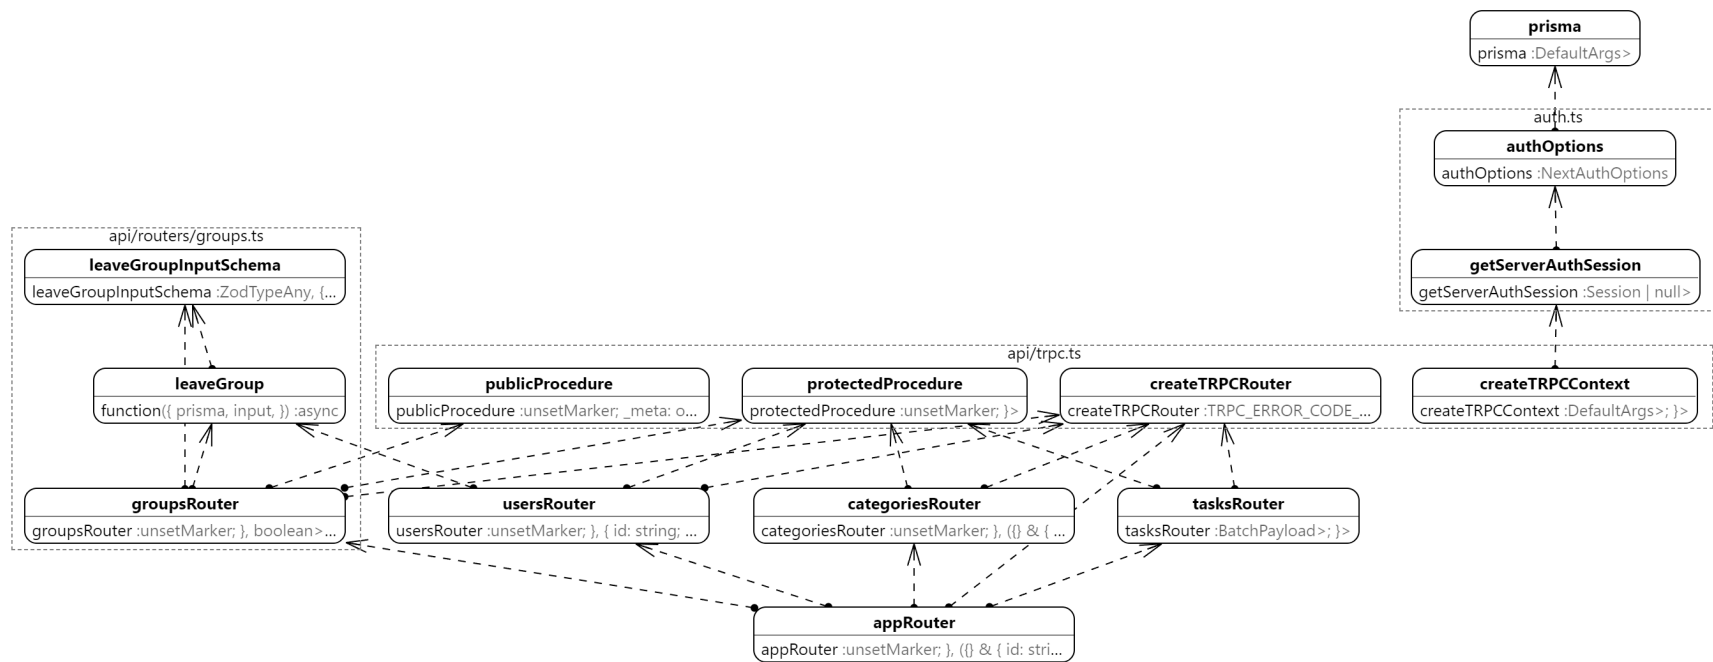 prisma
prisma :DefaultArgs>
auth.ts
authOptions
authOptions :NextAuthOptions
api/routers/groups.ts
leaveGroupInputSchema
leaveGroupInputSchema :ZodTypeAny, {...
getServerAuthSession
getServerAuthSession :Session | null>
api/trpc.ts
leaveGroup
function({ prisma, input, }) :async
publicProcedure
publicProcedure :unsetMarker; _meta: o...
protectedProcedure
protectedProcedure :unsetMarker; }>
createTRPCRouter
createTRPCRouter :TRPC_ERROR_CODE_...
createTRPCContext
createTRPCContext :DefaultArgs>; }>
groupsRouter
groupsRouter :unsetMarker; }, boolean>...
usersRouter
usersRouter :unsetMarker; }, { id: string; ...
categoriesRouter
categoriesRouter :unsetMarker; }, ({} & { ...
tasksRouter
tasksRouter :BatchPayload>; }>
appRouter
appRouter :unsetMarker; }, ({} & { id: stri...